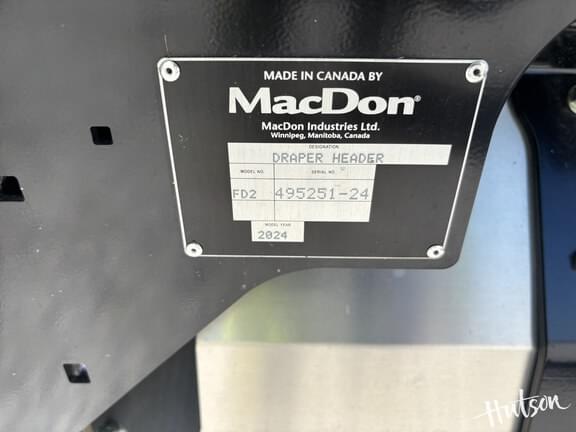 MADE IN CANADA BY
MacDon®
MacDon Industries Ltd.
Winnipeg, Manitoba, Canada
DESIGNATION
DRAPER HEADER
MODEL NO. SERIAL NO.
FD2 495251-24
MODEL YEAR
2024
Hutson